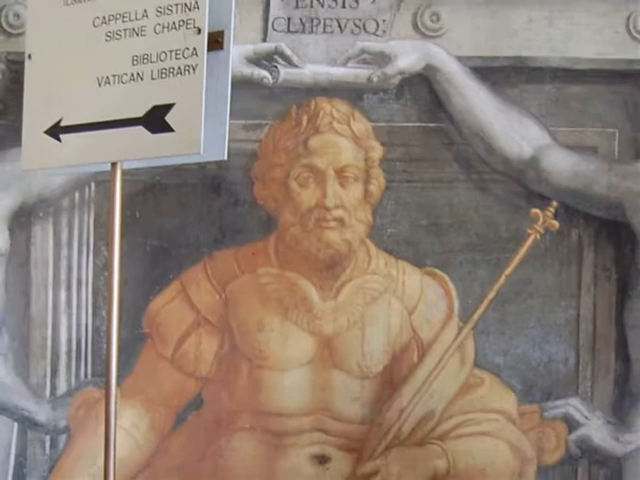 CAPPELLA SISTINA
SISTINE CHAPEL
BIBLIOTECA
VATICAN LIBRARY
ENSIS
CLYPEVSQ: